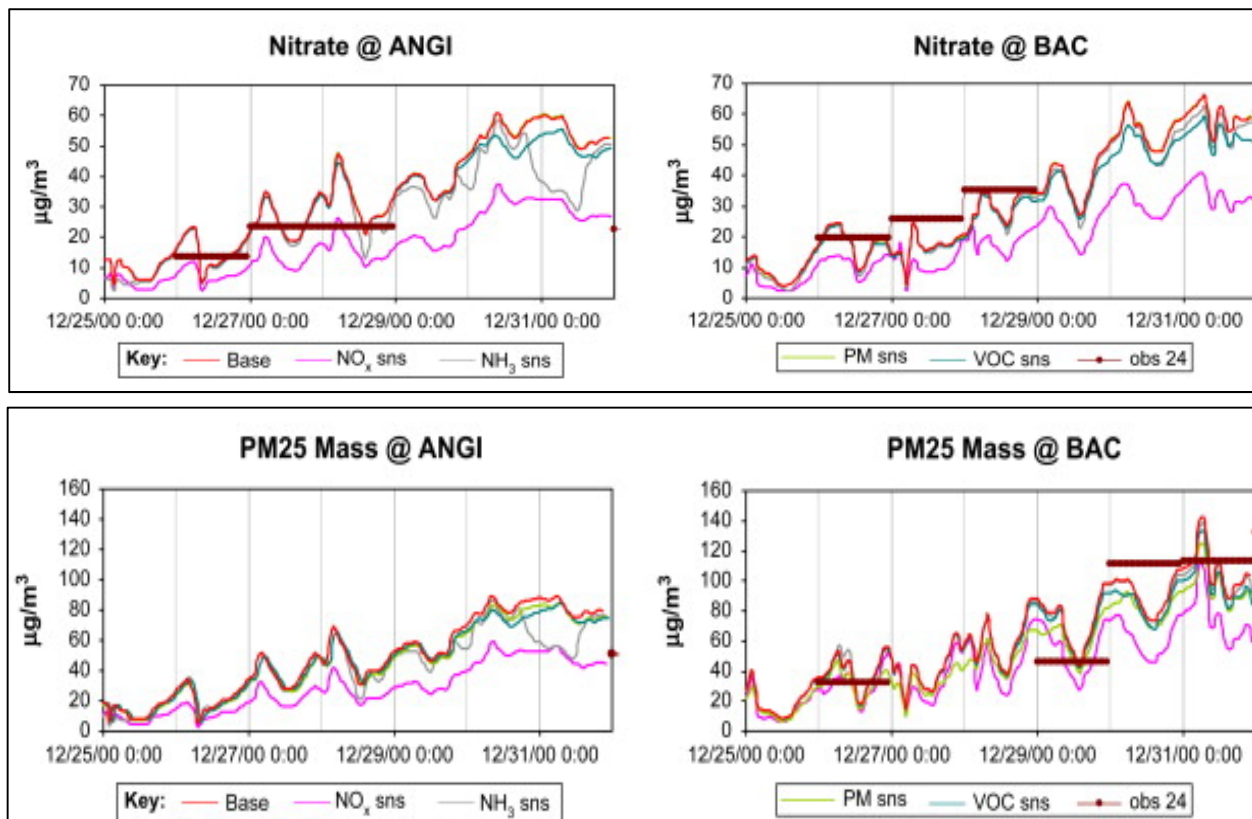 Nitrate @ ANGI
µg/m³
70
60
50
40
30
20
10
0
12/25/00 0:00 12/27/00 0:00 12/29/00 0:00 12/31/00 0:00
Key: Base NOx sns NH3 sns
Nitrate @ BAC
µg/m³
70
60
50
40
30
20
10
0
12/25/00 0:00 12/27/00 0:00 12/29/00 0:00 12/31/00 0:00
PM sns VOC sns obs 24
PM25 Mass @ ANGI
µg/m³
160
140
120
100
80
60
40
20
0
12/25/00 0:00 12/27/00 0:00 12/29/00 0:00 12/31/00 0:00
Key: Base NOx sns NH3 sns
PM25 Mass @ BAC
µg/m³
160
140
120
100
80
60
40
20
0
12/25/00 0:00 12/27/00 0:00 12/29/00 0:00 12/31/00 0:00
PM sns VOC sns obs 24